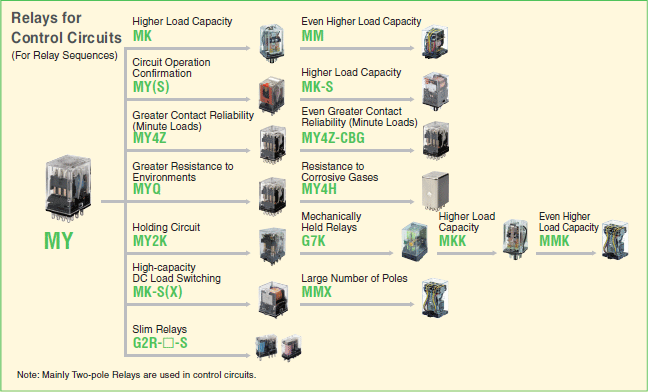 Relays for
Control Circuits
(For Relay Sequences)
MY
Higher Load Capacity
MK
Even Higher Load Capacity
MM
Circuit Operation
Confirmation
MY(S)
Higher Load Capacity
MK-S
Greater Contact Reliability
(Minute Loads)
MY4Z
Even Greater Contact
Reliability (Minute Loads)
MY4Z-CBG
Greater Resistance to
Environments
MYQ
Resistance to
Corrosive Gases
MY4H
Holding Circuit
MY2K
Mechanically
Held Relays
G7K
Higher Load
Capacity
MKK
Even Higher
Load Capacity
MMK
High-capacity
DC Load Switching
MK-S(X)
Large Number of Poles
MMX
Slim Relays
G2R-□-S
Note: Mainly Two-pole Relays are used in control circuits.